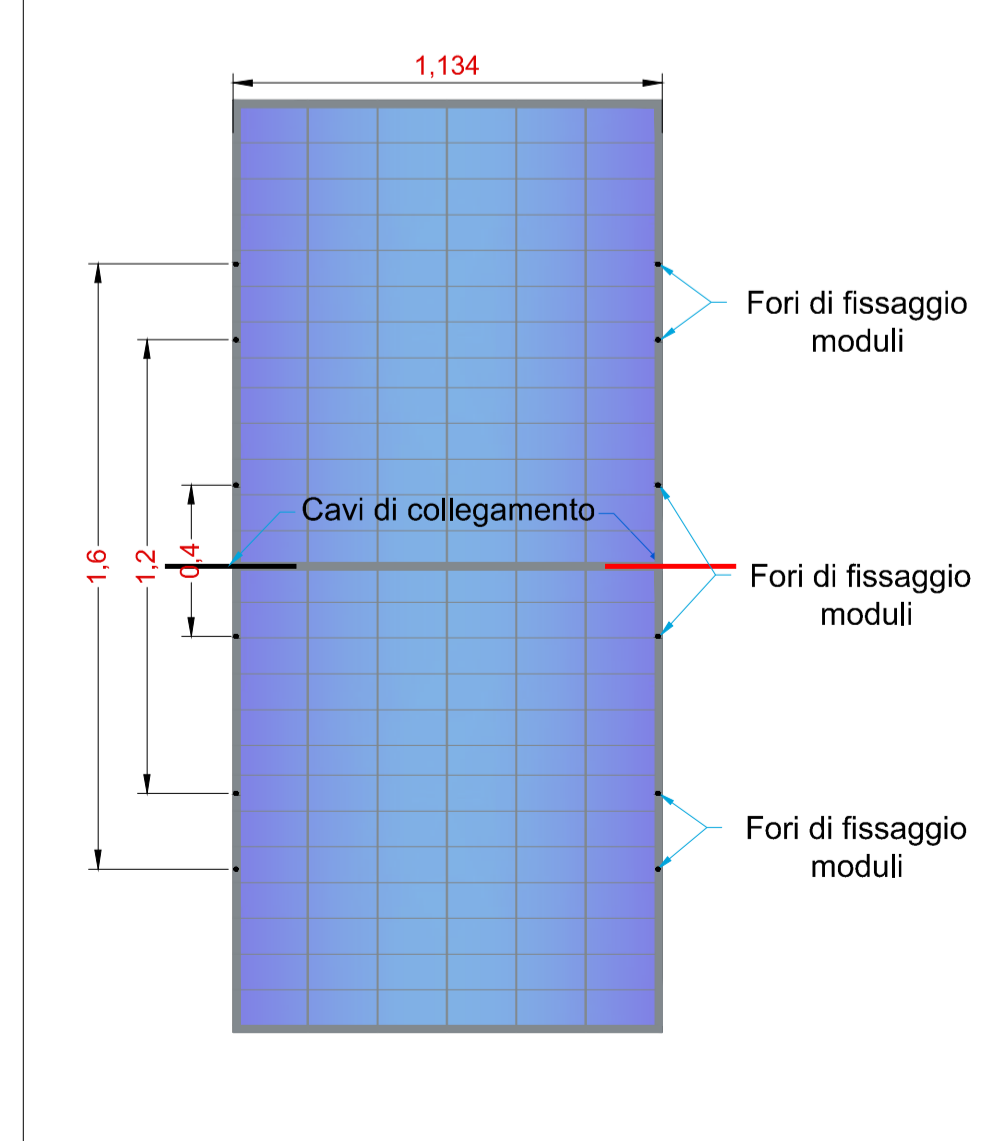 1,134
Fori di fissaggio
moduli
Cavi di collegamento
1,6
1,2
0,4
Fori di fissaggio
moduli
Fori di fissaggio
moduli